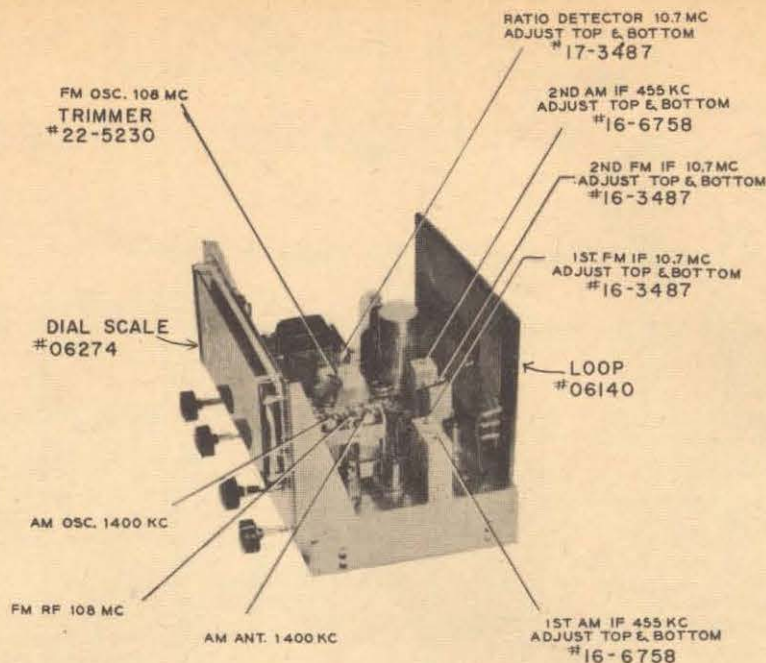 RATIO DETECTOR 10.7 MC
ADJUST TOP & BOTTOM
#17-3487
FM OSC. 108 MC
TRIMMER
#22-5230
2ND AM IF 455 KC
ADJUST TOP & BOTTOM
#16-6758
2ND FM IF 10.7 MC
ADJUST TOP & BOTTOM
#16-3487
1ST FM IF 10.7 MC
ADJUST TOP & BOTTOM
#16-3487
DIAL SCALE
#06274
LOOP
#06140
AM OSC. 1400 KC
FM RF 108 MC
AM ANT. 1400 KC
1ST AM IF 455 KC
ADJUST TOP & BOTTOM
#16-6758